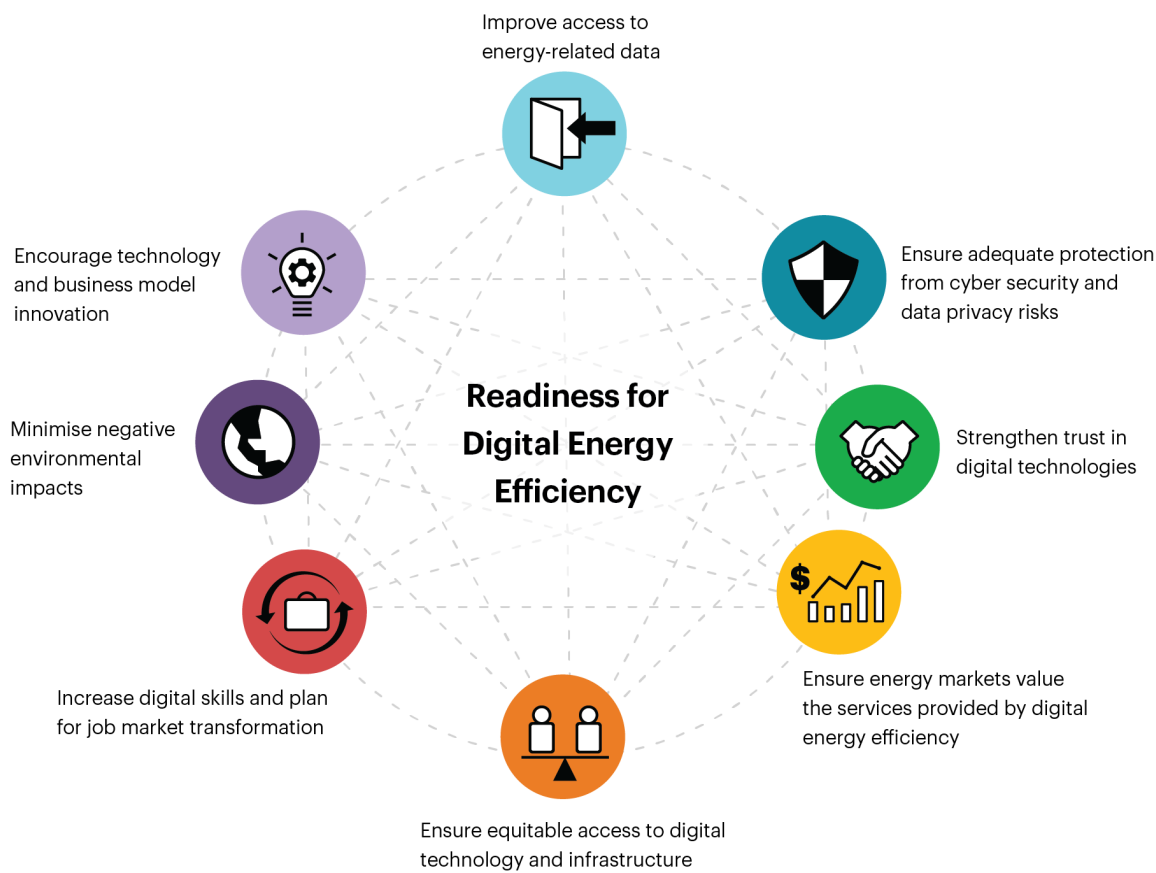 Improve access to
energy-related data
Encourage technology
and business model
innovation
Ensure adequate protection
from cyber security and
data privacy risks
Readiness for
Digital Energy
Efficiency
Minimise negative
environmental
impacts
Strengthen trust in
digital technologies
$
Increase digital skills and plan
for job market transformation
Ensure energy markets value
the services provided by digital
energy efficiency
Ensure equitable access to digital
technology and infrastructure